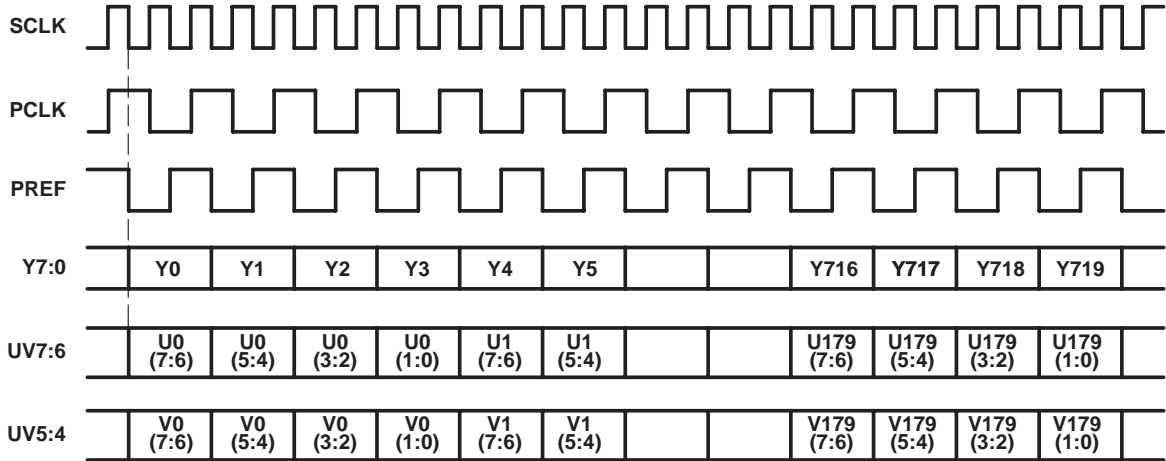 SCLK
PCLK
PREF
Y7:0 Y0 Y1 Y2 Y3 Y4 Y5 Y716 Y717 Y718 Y719
UV7:6 U0 U0 U0 U0 U1 U1 U179 U179 U179 U179
(7:6) (5:4) (3:2) (1:0) (7:6) (5:4) (7:6) (5:4) (3:2) (1:0)
UV5:4 V0 V0 V0 V0 V1 V1 V179 V179 V179 V179
(7:6) (5:4) (3:2) (1:0) (7:6) (5:4) (7:6) (5:4) (3:2) (1:0)